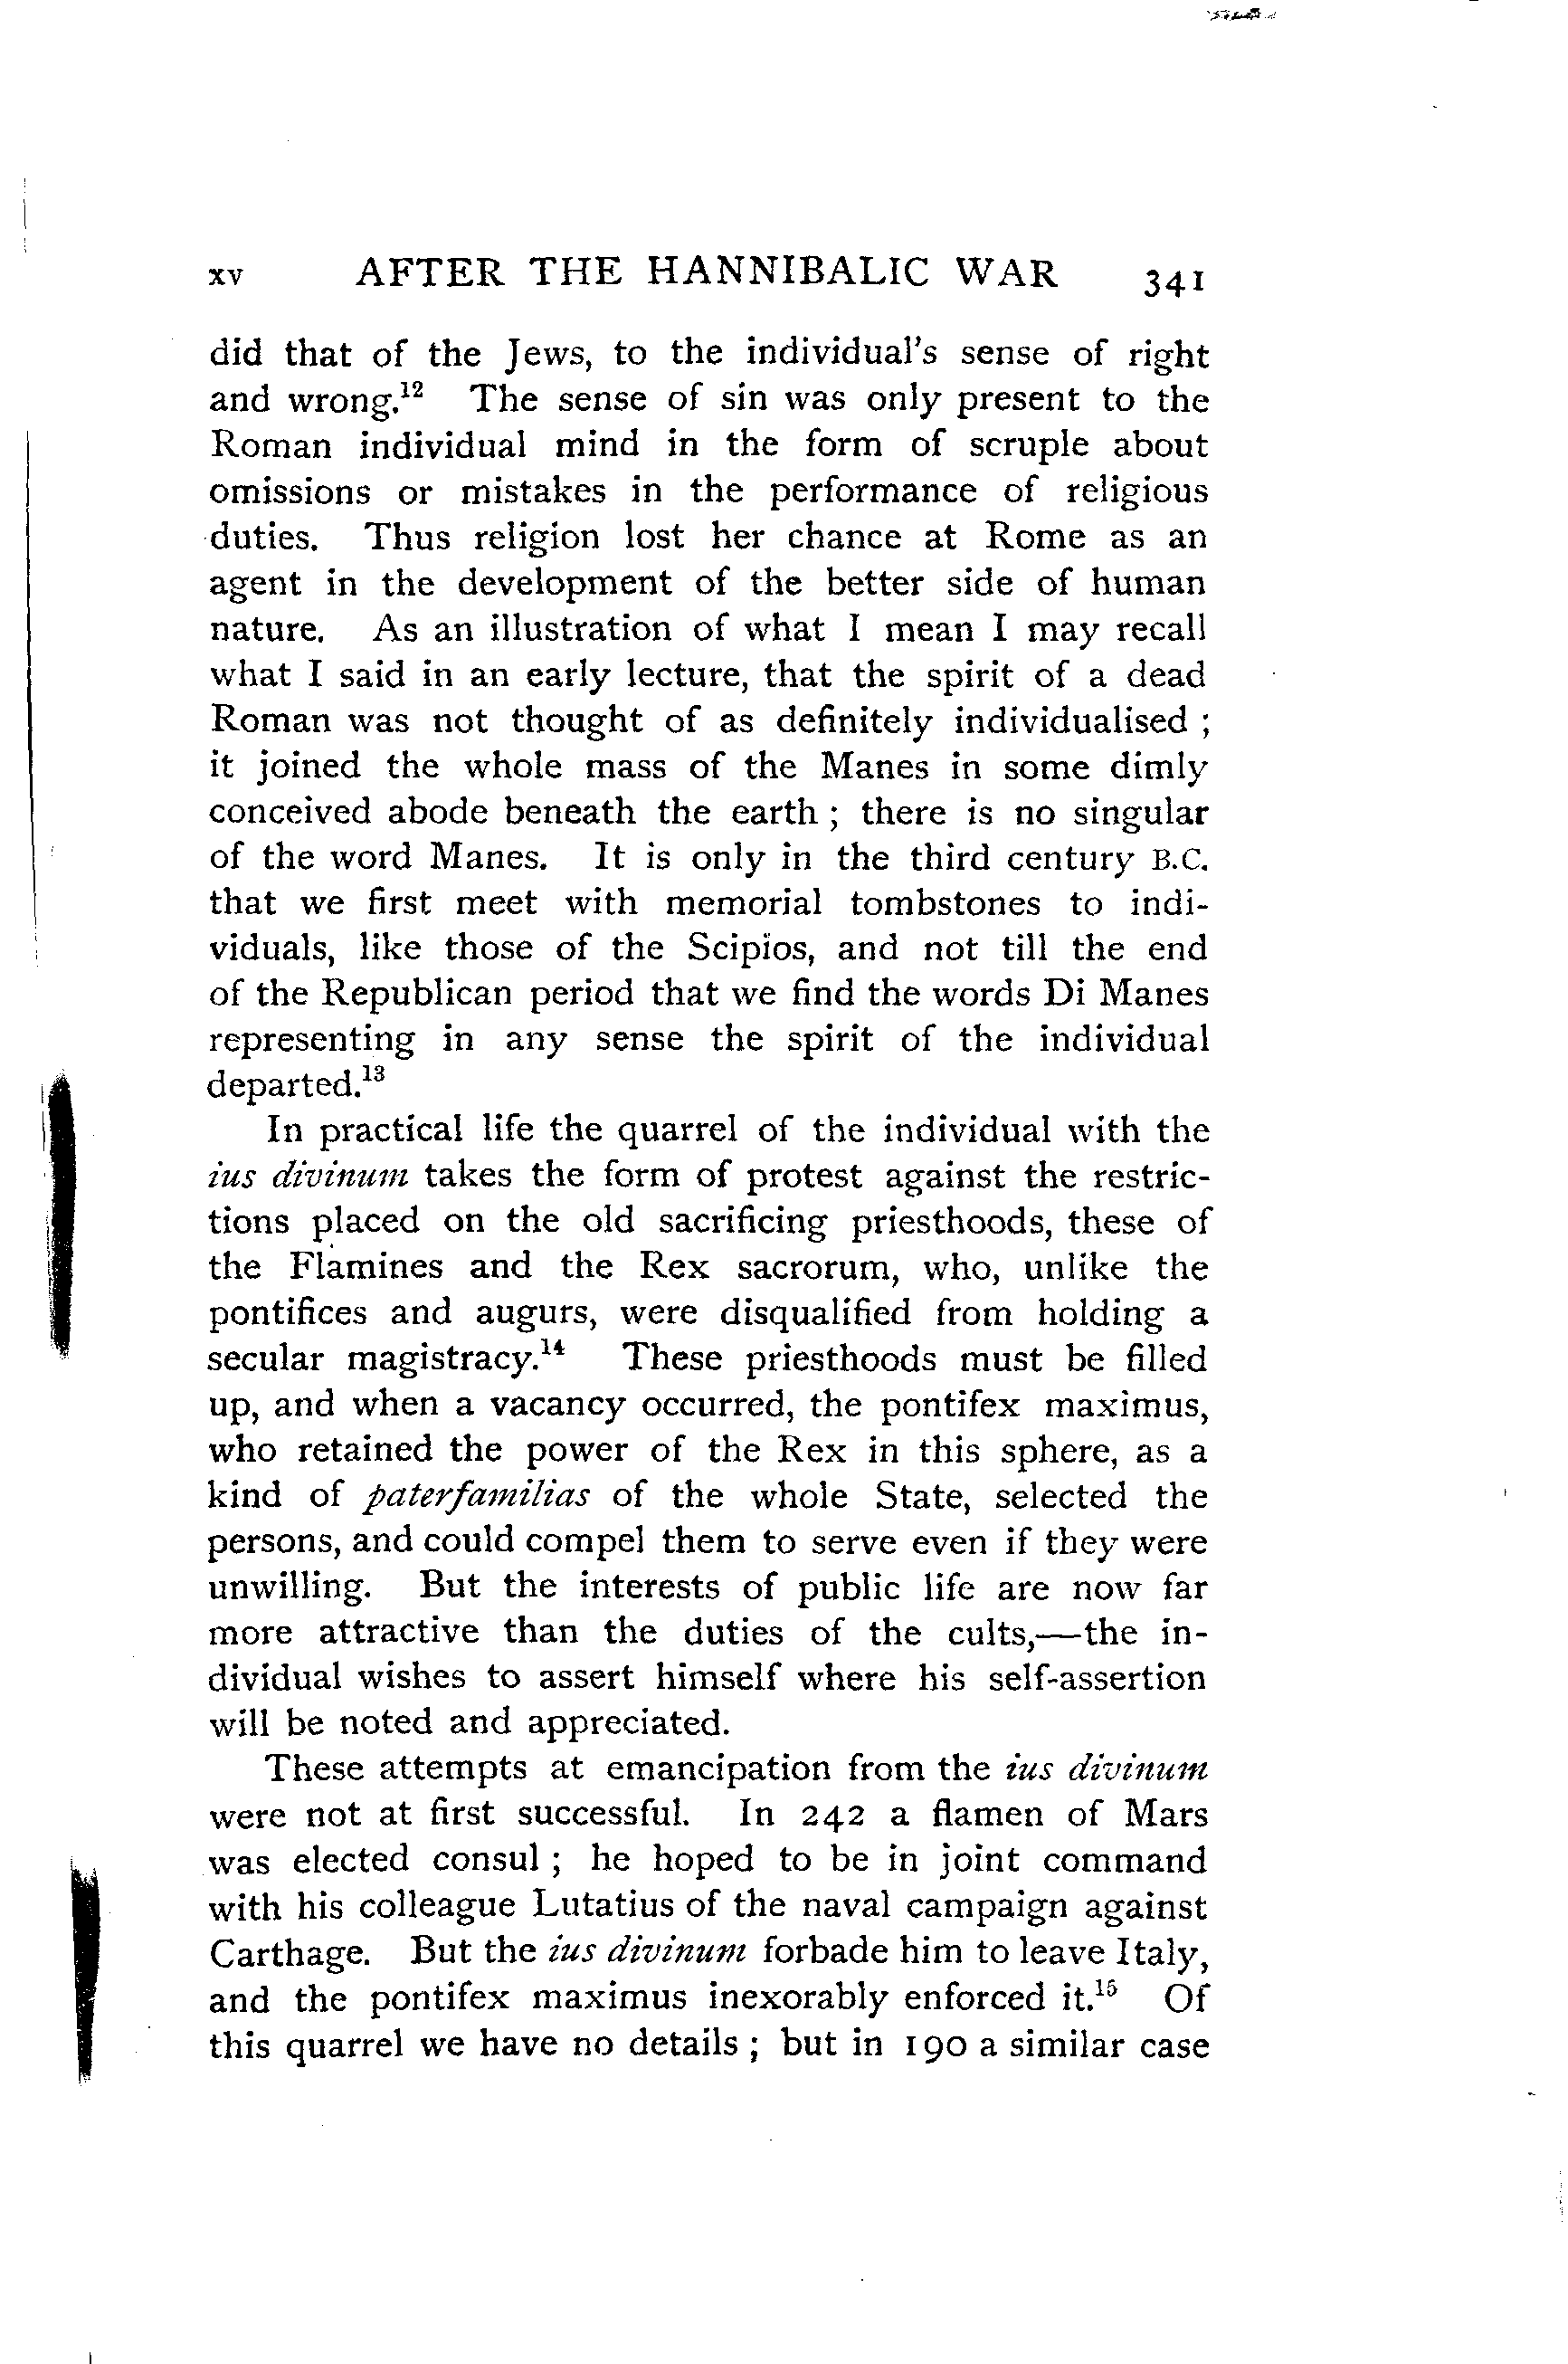 xv AFTER THE HANNIBALIC WAR 341
did that of the Jews, to the individual's sense of right
and wrong.¹² The sense of sin was only present to the
Roman individual mind in the form of scruple about
omissions or mistakes in the performance of religious
duties. Thus religion lost her chance at Rome as an
agent in the development of the better side of human
nature. As an illustration of what I mean I may recall
what I said in an early lecture, that the spirit of a dead
Roman was not thought of as definitely individualised ;
it joined the whole mass of the Manes in some dimly
conceived abode beneath the earth ; there is no singular
of the word Manes. It is only in the third century B.C.
that we first meet with memorial tombstones to indi-
viduals, like those of the Scipios, and not till the end
of the Republican period that we find the words Di Manes
representing in any sense the spirit of the individual
departed.¹³
In practical life the quarrel of the individual with the
ius divinum takes the form of protest against the restric-
tions placed on the old sacrificing priesthoods, these of
the Flamines and the Rex sacrorum, who, unlike the
pontifices and augurs, were disqualified from holding a
secular magistracy.¹⁴ These priesthoods must be filled
up, and when a vacancy occurred, the pontifex maximus,
who retained the power of the Rex in this sphere, as a
kind of paterfamilias of the whole State, selected the
persons, and could compel them to serve even if they were
unwilling. But the interests of public life are now far
more attractive than the duties of the cults,—the in-
dividual wishes to assert himself where his self-assertion
will be noted and appreciated.
These attempts at emancipation from the ius divinum
were not at first successful. In 242 a flamen of Mars
was elected consul ; he hoped to be in joint command
with his colleague Lutatius of the naval campaign against
Carthage. But the ius divinum forbade him to leave Italy,
and the pontifex maximus inexorably enforced it.¹⁵ Of
this quarrel we have no details ; but in 190 a similar case